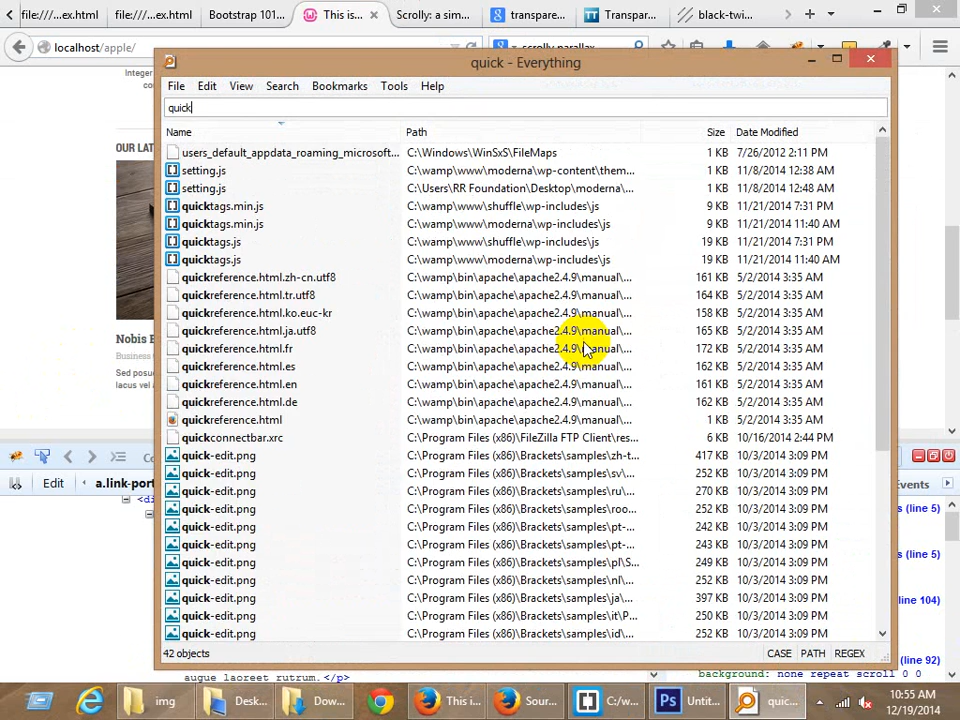 file:///...ex.html
file:///...ex.html
Bootstrap 101...
This is...
Scrolly: a sim...
transpare...
Transpar...
black-twi...
localhost/apple/
scrolly parallax
quick - Everything
File Edit View Search Bookmarks Tools Help
quick
Name Path Size Date Modified
users_default_appdata_roaming_microsoft... C:\Windows\WinSxS\FileMaps 1 KB 7/26/2012 2:11 PM
setting.js C:\wamp\www\moderna\wp-content\them... 1 KB 11/8/2014 12:38 AM
setting.js C:\Users\RR Foundation\Desktop\moderna\... 1 KB 11/8/2014 12:48 AM
quicktags.min.js C:\wamp\www\shuffle\wp-includes\js 9 KB 11/21/2014 7:31 PM
quicktags.min.js C:\wamp\www\moderna\wp-includes\js 9 KB 11/21/2014 11:40 AM
quicktags.js C:\wamp\www\shuffle\wp-includes\js 19 KB 11/21/2014 7:31 PM
quicktags.js C:\wamp\www\moderna\wp-includes\js 19 KB 11/21/2014 11:40 AM
quickreference.html.zh-cn.utf8 C:\wamp\bin\apache\apache2.4.9\manual\... 161 KB 5/2/2014 3:35 AM
quickreference.html.tr.utf8 C:\wamp\bin\apache\apache2.4.9\manual\... 164 KB 5/2/2014 3:35 AM
quickreference.html.ko.euc-kr C:\wamp\bin\apache\apache2.4.9\manual\... 158 KB 5/2/2014 3:35 AM
quickreference.html.ja.utf8 C:\wamp\bin\apache\apache2.4.9\manual\... 165 KB 5/2/2014 3:35 AM
quickreference.html.fr C:\wamp\bin\apache\apache2.4.9\manual\... 172 KB 5/2/2014 3:35 AM
quickreference.html.es C:\wamp\bin\apache\apache2.4.9\manual\... 162 KB 5/2/2014 3:35 AM
quickreference.html.en C:\wamp\bin\apache\apache2.4.9\manual\... 161 KB 5/2/2014 3:35 AM
quickreference.html.de C:\wamp\bin\apache\apache2.4.9\manual\... 162 KB 5/2/2014 3:35 AM
quickreference.html C:\wamp\bin\apache\apache2.4.9\manual\... 1 KB 5/2/2014 3:35 AM
quickconnectbar.xrc C:\Program Files (x86)\FileZilla FTP Client\res... 6 KB 10/16/2014 2:44 PM
quick-edit.png C:\Program Files (x86)\Brackets\samples\zh-t... 417 KB 10/3/2014 3:09 PM
quick-edit.png C:\Program Files (x86)\Brackets\samples\sv\... 252 KB 10/3/2014 3:09 PM
quick-edit.png C:\Program Files (x86)\Brackets\samples\ru\... 270 KB 10/3/2014 3:09 PM
quick-edit.png C:\Program Files (x86)\Brackets\samples\roo... 252 KB 10/3/2014 3:09 PM
quick-edit.png C:\Program Files (x86)\Brackets\samples\pt-... 242 KB 10/3/2014 3:09 PM
quick-edit.png C:\Program Files (x86)\Brackets\samples\pt-... 243 KB 10/3/2014 3:09 PM
quick-edit.png C:\Program Files (x86)\Brackets\samples\pl\S... 249 KB 10/3/2014 3:09 PM
quick-edit.png C:\Program Files (x86)\Brackets\samples\nl\... 252 KB 10/3/2014 3:09 PM
quick-edit.png C:\Program Files (x86)\Brackets\samples\ja\... 397 KB 10/3/2014 3:09 PM
quick-edit.png C:\Program Files (x86)\Brackets\samples\it\P... 250 KB 10/3/2014 3:09 PM
quick-edit.png C:\Program Files (x86)\Brackets\samples\id\... 252 KB 10/3/2014 3:09 PM
42 objects CASE PATH REGEX
Integer
co
OUR LAT
Nobis E
Business
Sed posu
lacus vel
Co
Edit a.link-port
<di
Events
(line 5)
(line 5)
line 104)
line 92)
augue laoreet rutrum.</p>
background: none repeat scroll 0 0
img Desk... Dow... This i... Sour... C:/w... Untit... quic...
10:55 AM
12/19/2014